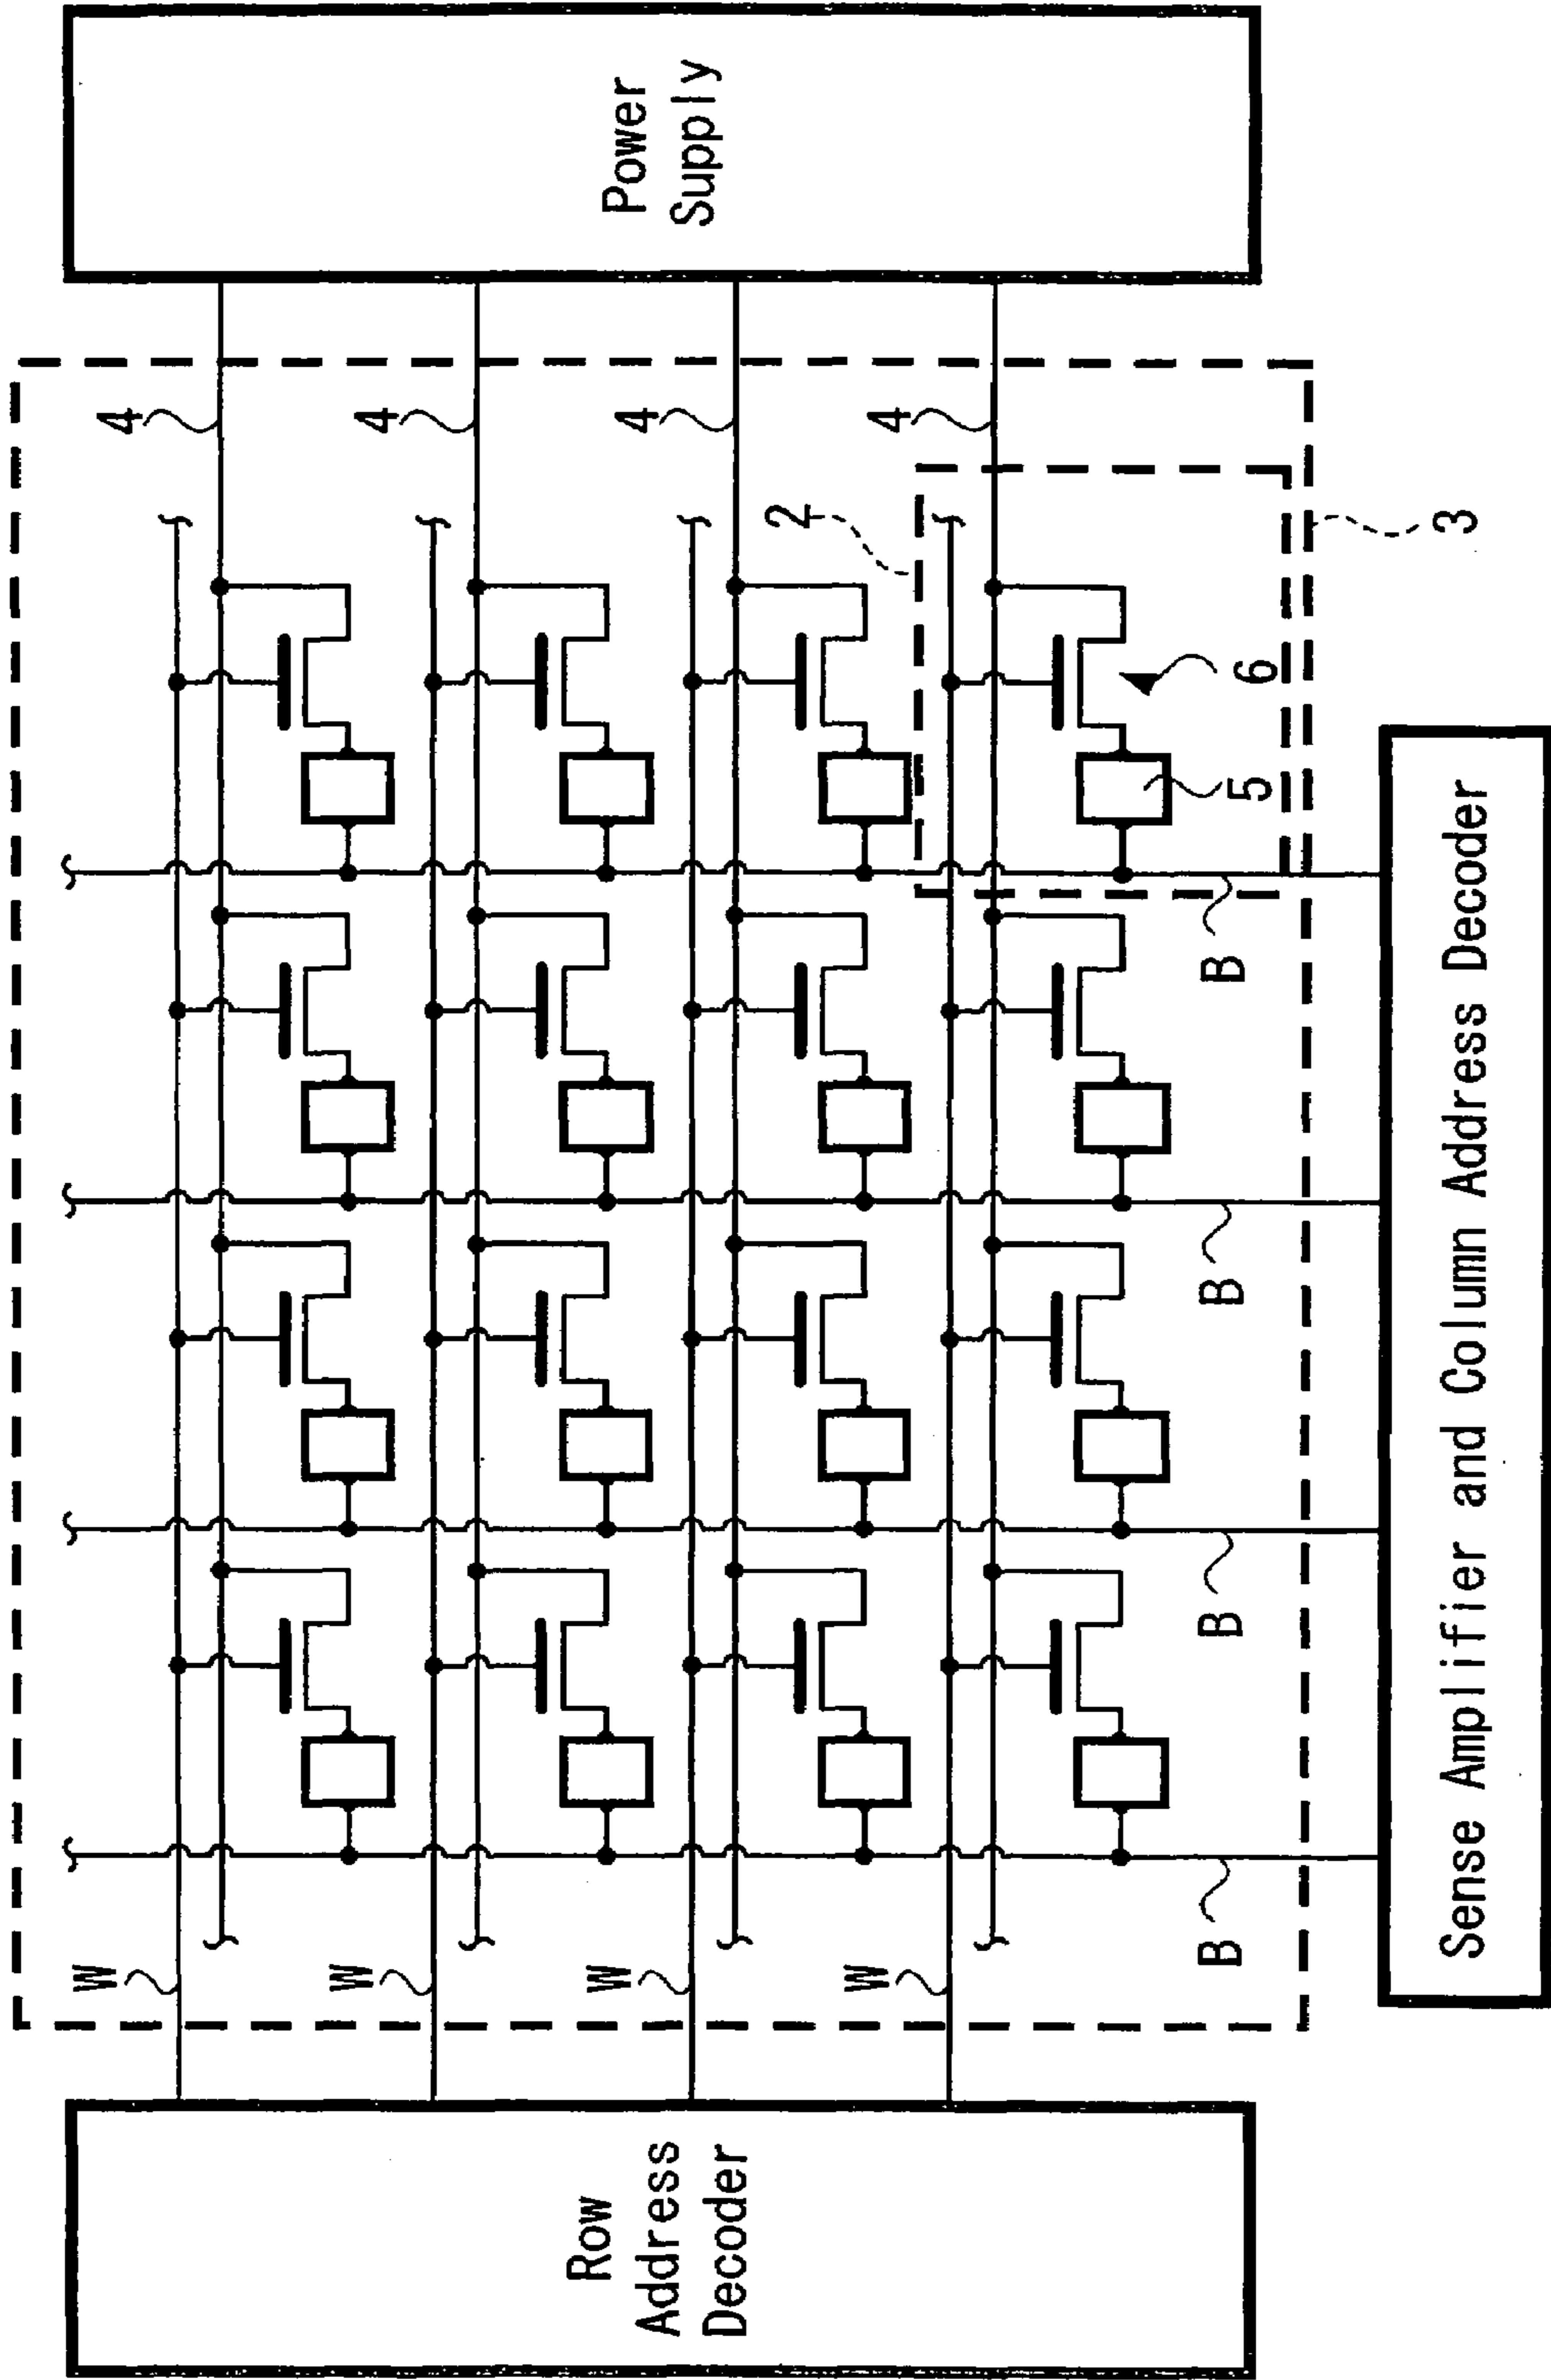 W
4
W
4
W
4
Row
Address
Decoder
Power
Supply
2
W
4
B
B
B
B
5
6
3
Sense Amplifier and Column Address Decoder